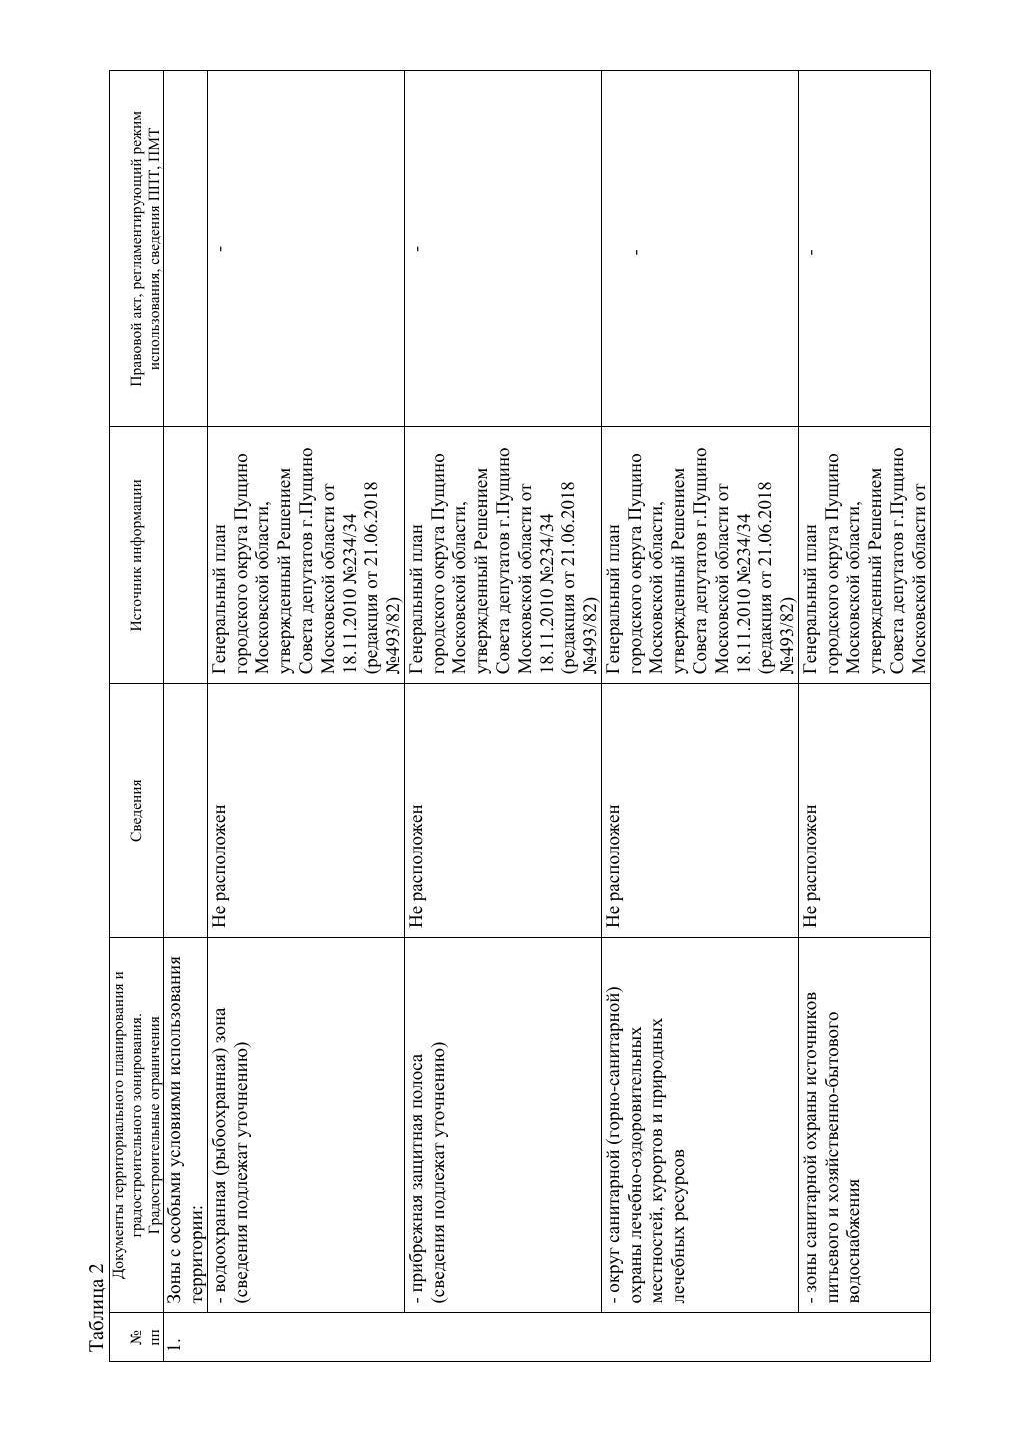 Таблица 2
№
пп
Документы территориального планирования и
градостроительного зонирования.
Градостроительные ограничения
Сведения
Источник информации
Правовой акт, регламентирующий режим
использования, сведения ППТ, ПМТ
1.
Зоны с особыми условиями использования
территории:
- водоохранная (рыбоохранная) зона
(сведения подлежат уточнению)
Не расположен
Генеральный план
городского округа Пущино
Московской области,
утвержденный Решением
Совета депутатов г.Пущино
Московской области от
18.11.2010 №234/34
(редакция от 21.06.2018
№493/82)
-
- прибрежная защитная полоса
(сведения подлежат уточнению)
Не расположен
Генеральный план
городского округа Пущино
Московской области,
утвержденный Решением
Совета депутатов г.Пущино
Московской области от
18.11.2010 №234/34
(редакция от 21.06.2018
№493/82)
-
- округ санитарной (горно-санитарной)
охраны лечебно-оздоровительных
местностей, курортов и природных
лечебных ресурсов
Не расположен
Генеральный план
городского округа Пущино
Московской области,
утвержденный Решением
Совета депутатов г.Пущино
Московской области от
18.11.2010 №234/34
(редакция от 21.06.2018
№493/82)
-
- зоны санитарной охраны источников
питьевого и хозяйственно-бытового
водоснабжения
Не расположен
Генеральный план
городского округа Пущино
Московской области,
утвержденный Решением
Совета депутатов г.Пущино
Московской области от
-